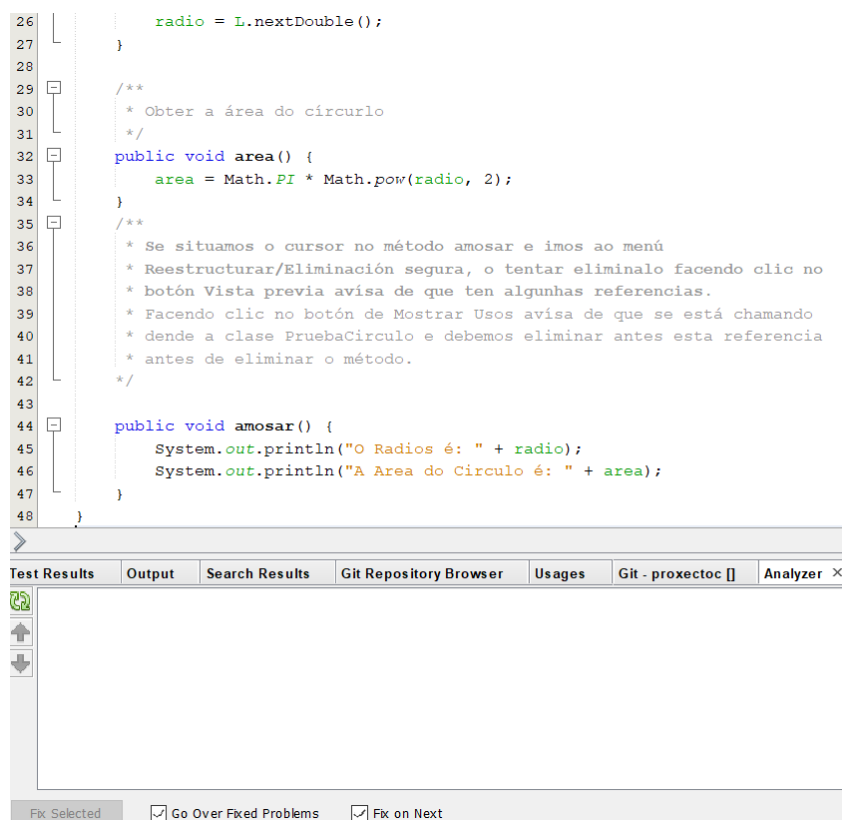 26 radio = L.nextDouble();
27 }
28
29 /**
30 * Obter a área do círcurlo
31 */
32 public void area() {
33 area = Math.PI * Math.pow(radio, 2);
34 }
35 /**
36 * Se situamos o cursor no método amosar e imos ao menú
37 * Reestructurar/Eliminación segura, o tentar eliminalo facendo clic no
38 * botón Vista previa avísa de que ten algunhas referencias.
39 * Facendo clic no botón de Mostrar Usos avísa de que se está chamando
40 * dende a clase PruebaCirculo e debemos eliminar antes esta referencia
41 * antes de eliminar o método.
42 */
43
44 public void amosar() {
45 System.out.println("O Radios é: " + radio);
46 System.out.println("A Area do Circulo é: " + area);
47 }
48 }
Test Results Output Search Results Git Repository Browser Usages Git - proxectoc [] Analyzer ×
Fix Selected Go Over Fixed Problems Fix on Next